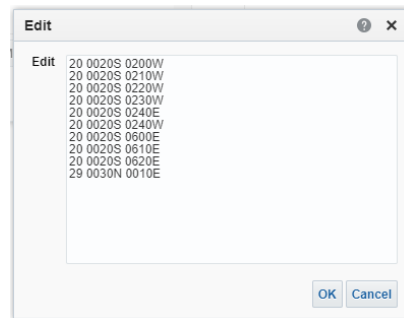 Edit
Edit
20 0020S 0200W
20 0020S 0210W
20 0020S 0220W
20 0020S 0230W
20 0020S 0240E
20 0020S 0240W
20 0020S 0600E
20 0020S 0610E
20 0020S 0620E
29 0030N 0010E
OK Cancel